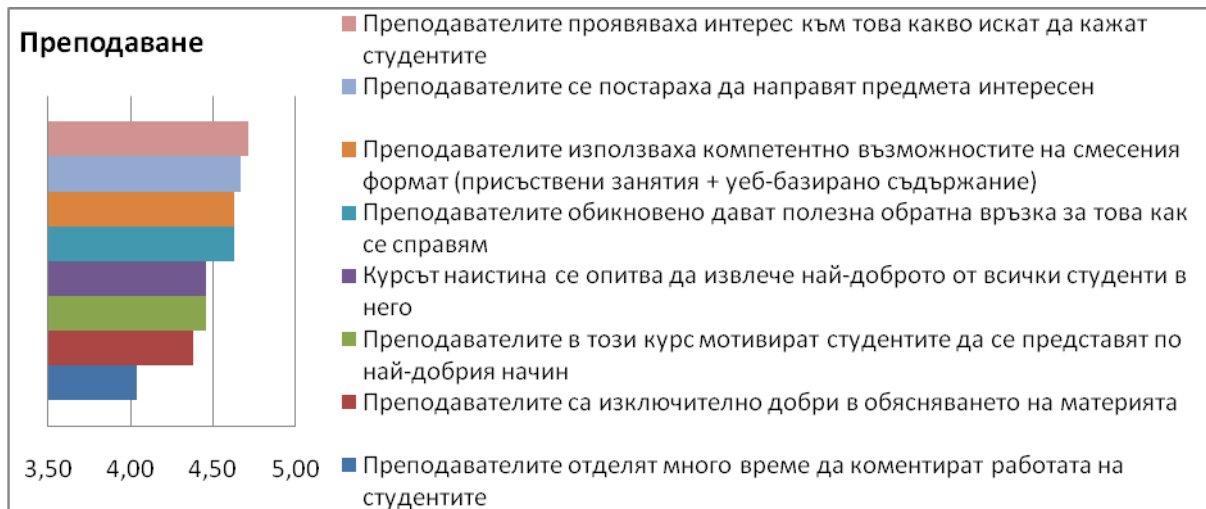 Преподаване
Преподавателите проявяваха интерес към това какво искат да кажат
студентите
Преподавателите се постараха да направят предмета интересен
Преподавателите използваха компетентно възможностите на смесения
формат (присъствени занятия + уеб-базирано съдържание)
Преподавателите обикновено дават полезна обратна връзка за това как
се справям
Курсът наистина се опитва да извлече най-доброто от всички студенти в
него
Преподавателите в този курс мотивират студентите да се представят по
най-добрия начин
Преподавателите са изключително добри в обясняването на материята
Преподавателите отделят много време да коментират работата на
студентите
3,50 4,00 4,50 5,00